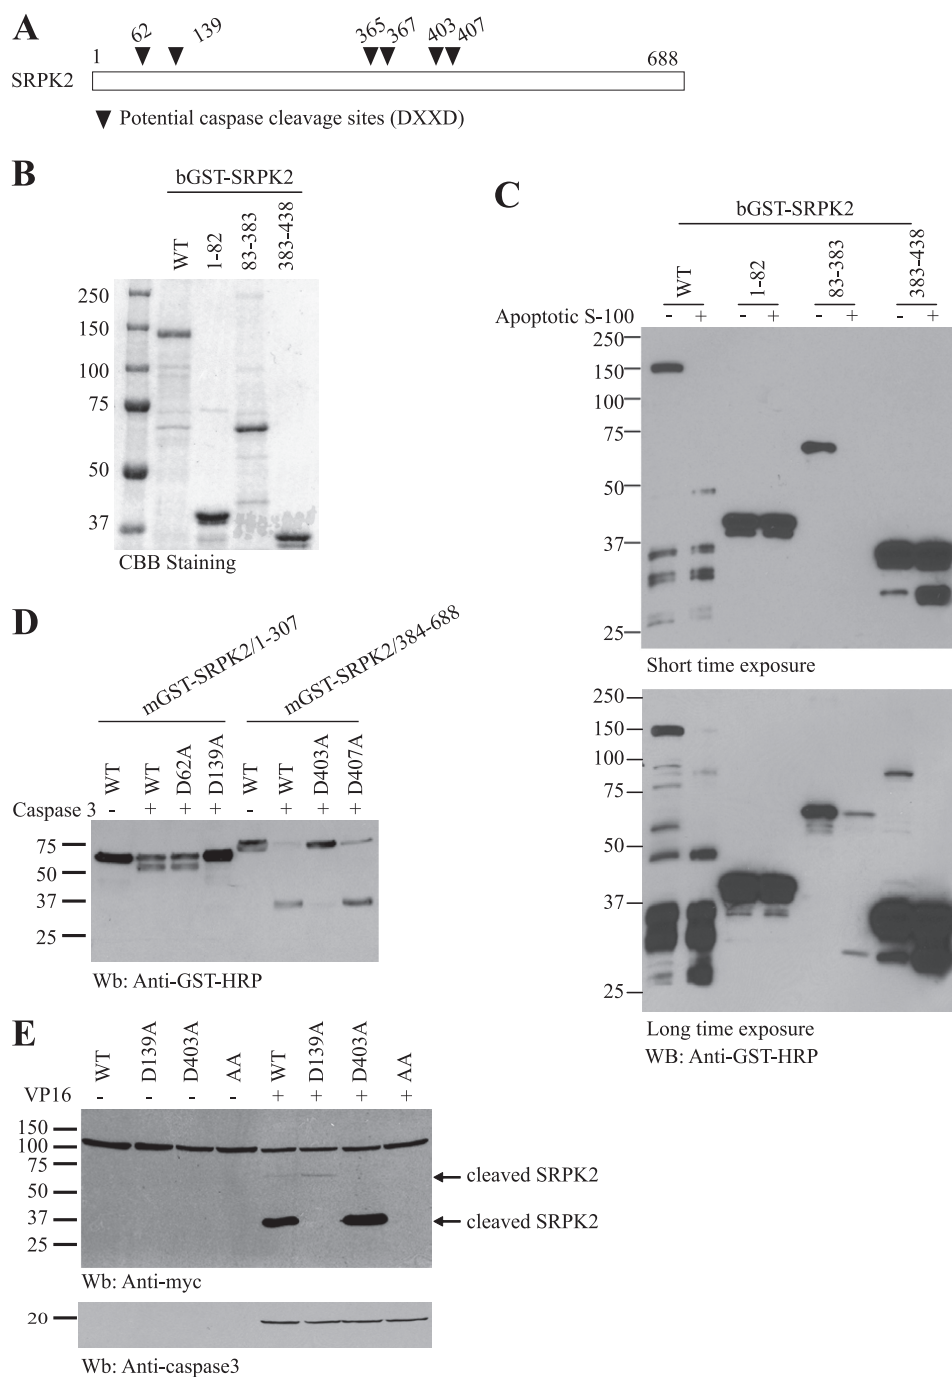 A
62 139 365 367 403 407
1 688
SRPK2
Potential caspase cleavage sites (DXXD)
B
bGST-SRPK2
WT 1-82 83-383 383-438
250
150
100
75
50
37
CBB Staining
C
bGST-SRPK2
WT 1-82 83-383 383-438
Apoptotic S-100 - + - + - + - +
250
150
100
75
50
37
25
Short time exposure
250
150
100
75
50
37
25
Long time exposure
WB: Anti-GST-HRP
D
mGST-SRPK2/1-307 mGST-SRPK2/384-688
WT WT D62A D139A WT WT D403A D407A
Caspase 3 - + + + - + + +
75
50
37
25
Wb: Anti-GST-HRP
E
WT D139A D403A AA WT D139A D403A AA
VP16 - - - - + + + +
150
100
75
50
37
25
cleaved SRPK2
cleaved SRPK2
Wb: Anti-myc
20
Wb: Anti-caspase3